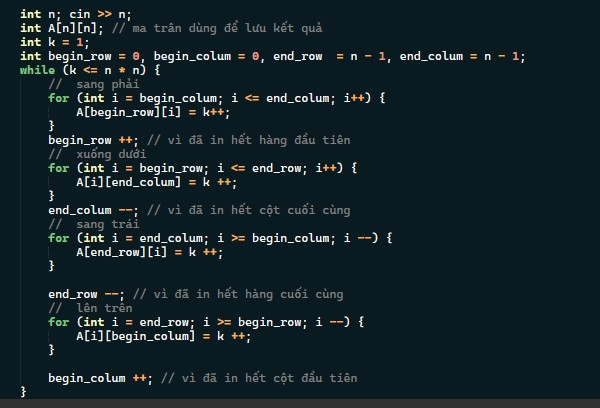 int n; cin >> n;
int A[n][n]; // ma trân dùng để lưu kết quả
int k = 1;
int begin_row = 0, begin_colum = 0, end_row  = n - 1, end_colum = n - 1;
while (k <= n * n) {
    //  sang phải
    for (int i = begin_colum; i <= end_colum; i++) {
        A[begin_row][i] = k++;
    }
    begin_row ++; // vì đã in hết hàng đầu tiên
    //  xuống dưới
    for (int i = begin_row; i <= end_row; i++) {
        A[i][end_colum] = k ++;
    }
    end_colum --; // vì đã in hết cột cuối cùng
    // sang trái
    for (int i = end_colum; i >= begin_colum; i --) {
        A[end_row][i] = k ++;
    }
    end_row --; // vì đã in hết hàng cuối cùng
    //  lên trên
    for (int i = end_row; i >= begin_row; i --) {
        A[i][begin_colum] = k ++;
    }
    begin_colum ++; // vì đã in hết cột đầu tiên
}